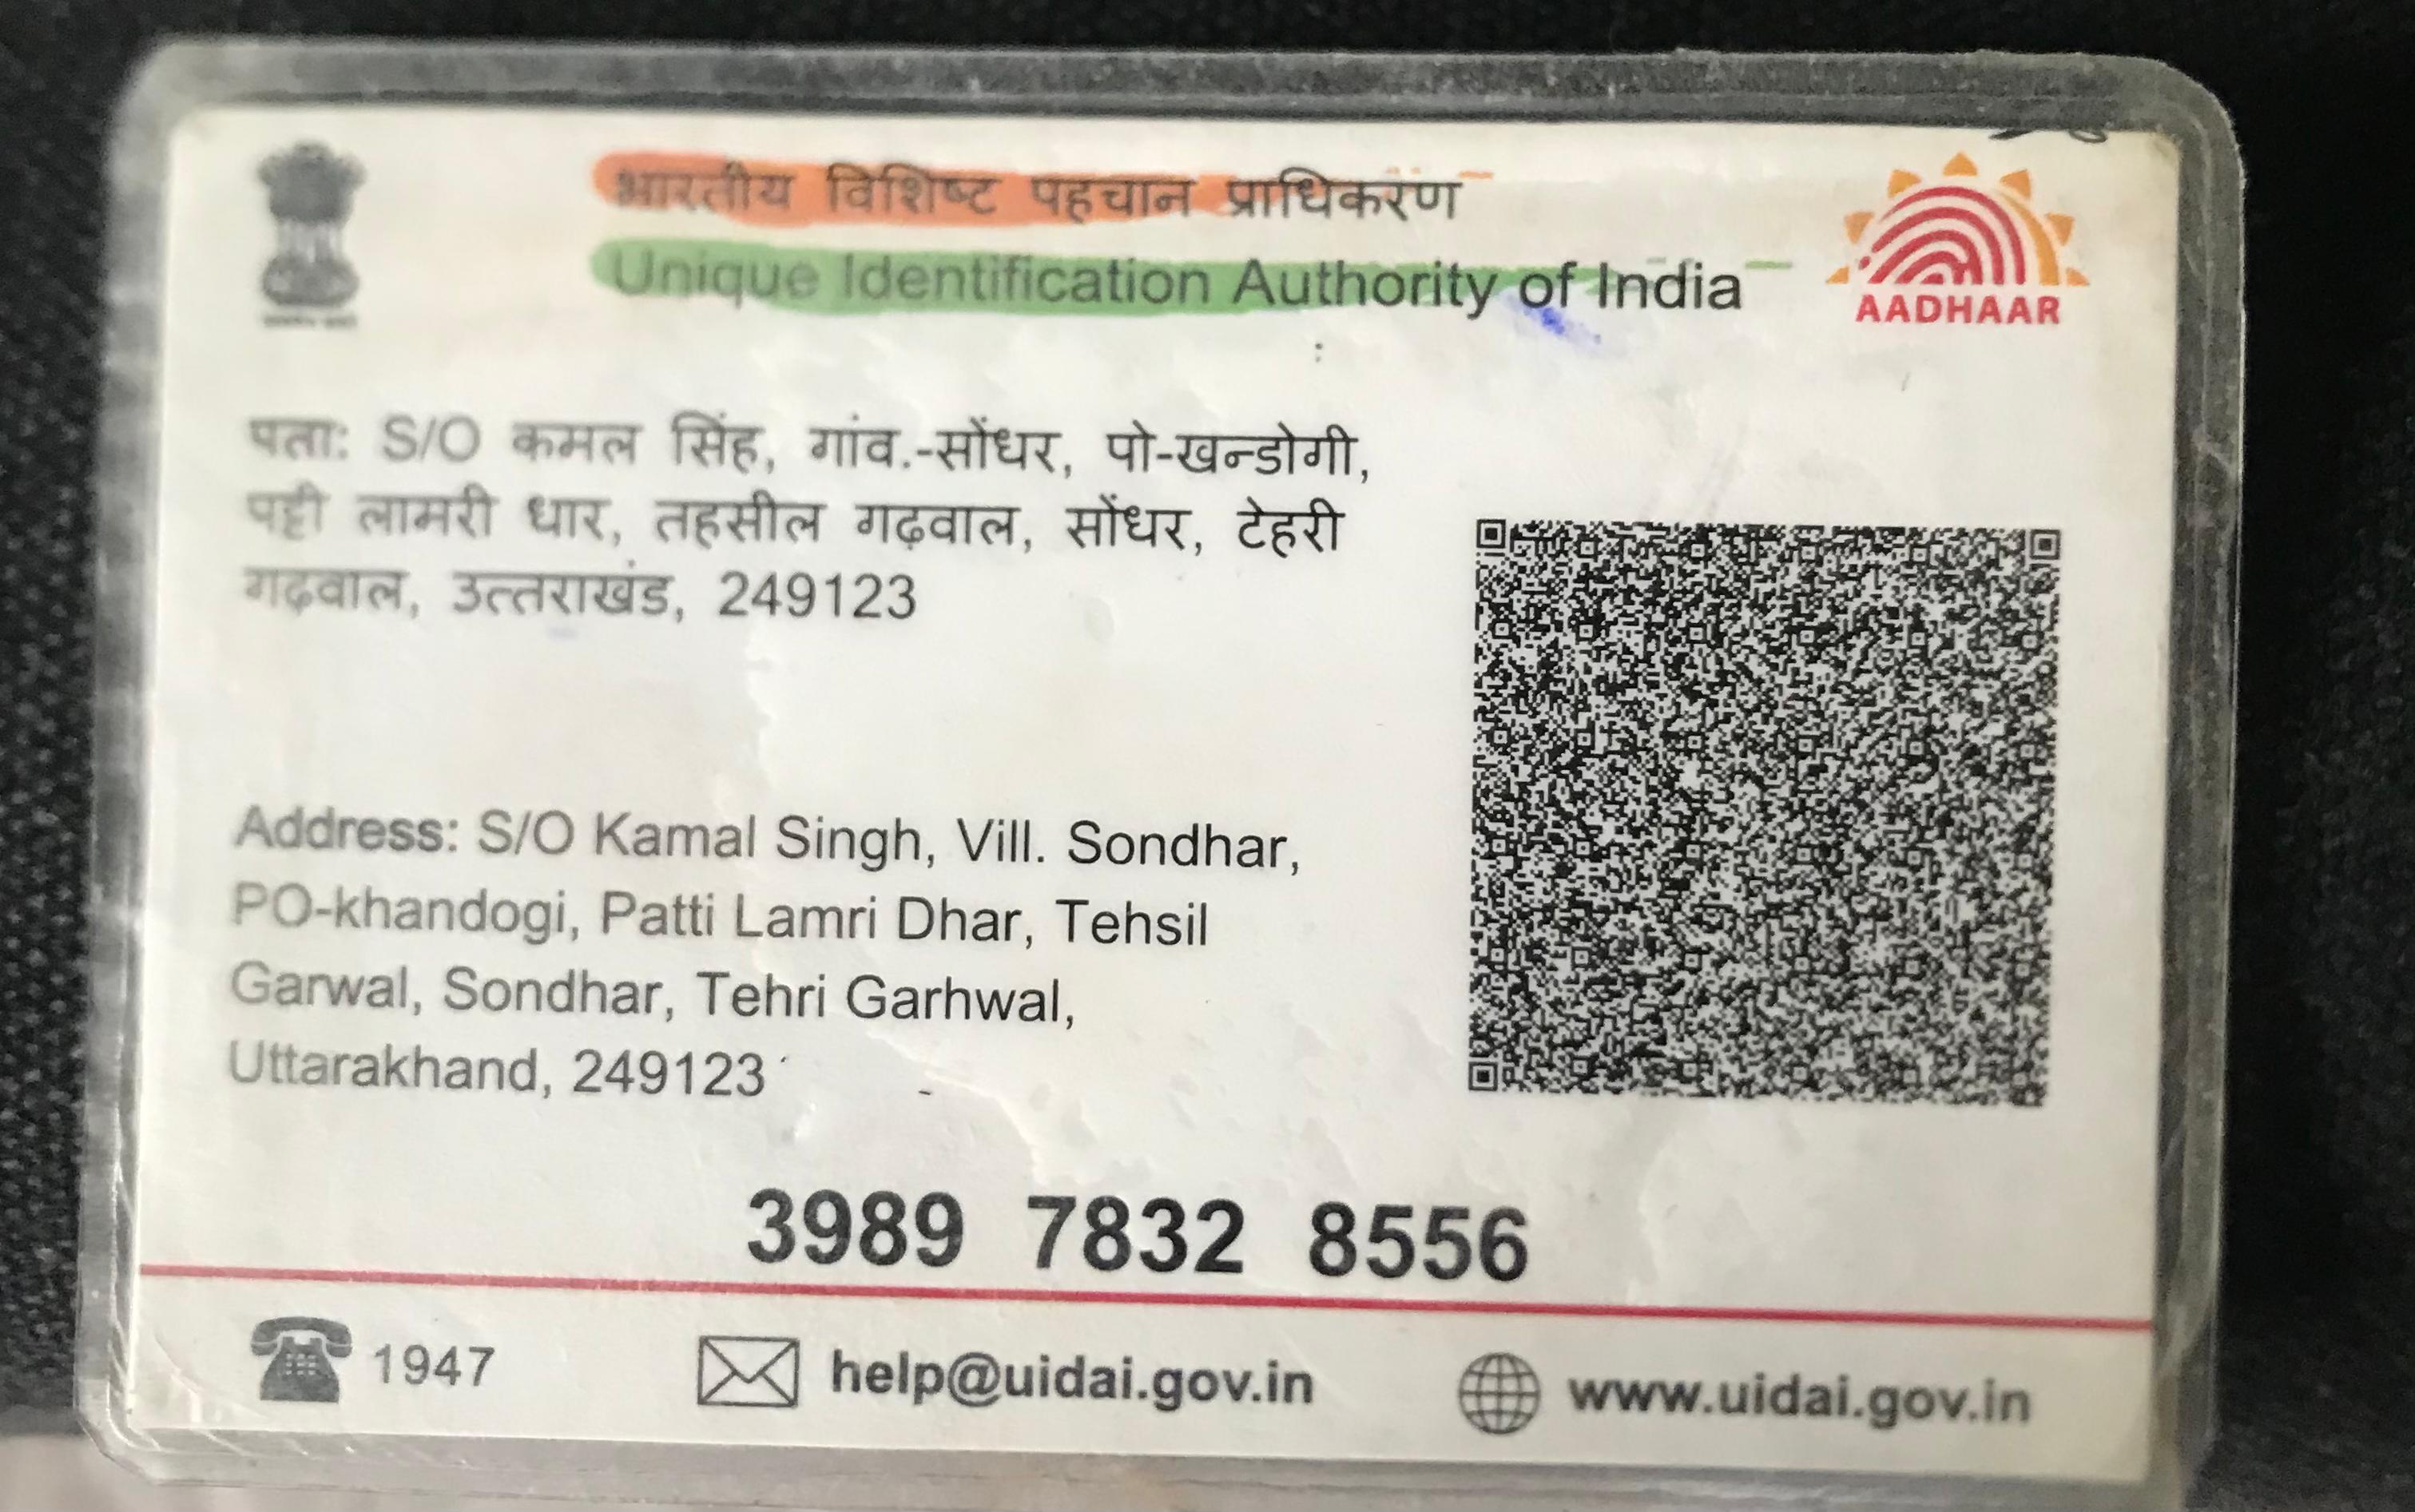 भारतीय विशिष्ट पहचान प्राधिकरण
Unique Identification Authority of India
AADHAAR
पता: S/O कमल सिंह, गांव.-सोंधर, पो-खन्डोगी,
पट्टी लामरी धार, तहसील गढ़वाल, सोंधर, टेहरी
गढ़वाल, उत्तराखंड, 249123
Address: S/O Kamal Singh, Vill. Sondhar,
PO-khandogi, Patti Lamri Dhar, Tehsil
Garwal, Sondhar, Tehri Garhwal,
Uttarakhand, 249123
3989 7832 8556
1947
help@uidai.gov.in
www.uidai.gov.in